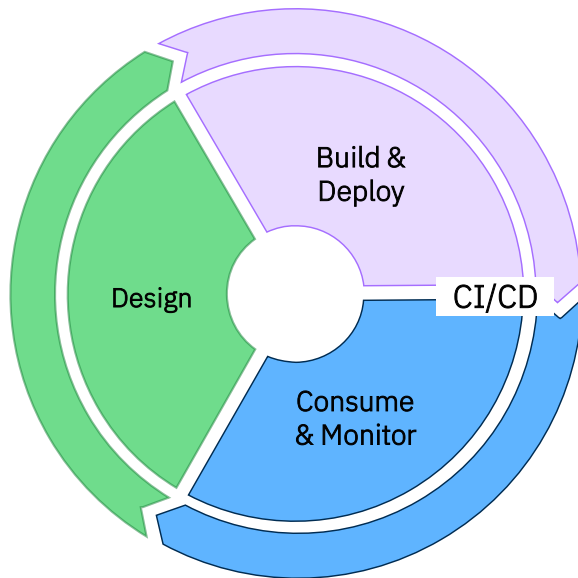 Build &
Deploy
Design
CI/CD
Consume
& Monitor